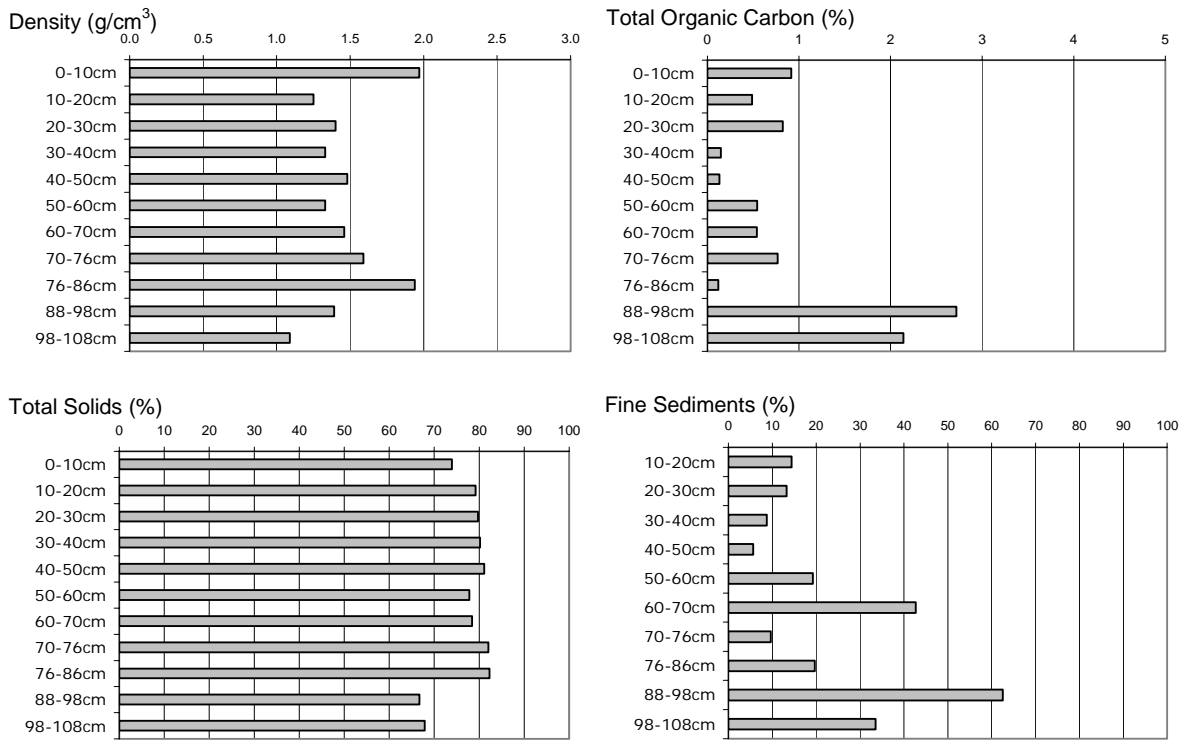 Density (g/cm³)
0.0 0.5 1.0 1.5 2.0 2.5 3.0
0-10cm
10-20cm
20-30cm
30-40cm
40-50cm
50-60cm
60-70cm
70-76cm
76-86cm
88-98cm
98-108cm
Total Organic Carbon (%)
0 1 2 3 4 5
0-10cm
10-20cm
20-30cm
30-40cm
40-50cm
50-60cm
60-70cm
70-76cm
76-86cm
88-98cm
98-108cm
Total Solids (%)
0 10 20 30 40 50 60 70 80 90 100
0-10cm
10-20cm
20-30cm
30-40cm
40-50cm
50-60cm
60-70cm
70-76cm
76-86cm
88-98cm
98-108cm
Fine Sediments (%)
0 10 20 30 40 50 60 70 80 90 100
10-20cm
20-30cm
30-40cm
40-50cm
50-60cm
60-70cm
70-76cm
76-86cm
88-98cm
98-108cm